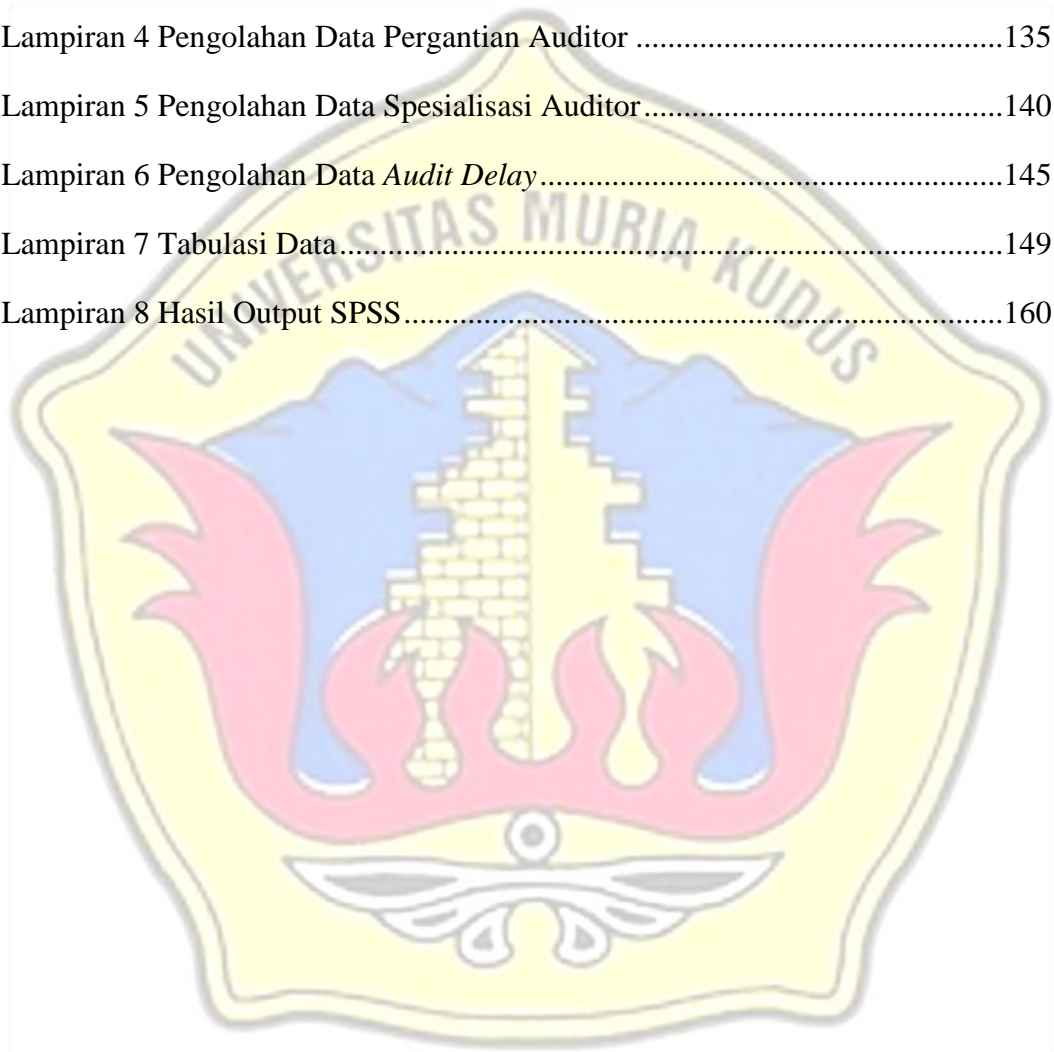 Lampiran 4 Pengolahan Data Pergantian Auditor ..............................................135
Lampiran 5 Pengolahan Data Spesialisasi Auditor.............................................140
Lampiran 6 Pengolahan Data Audit Delay..........................................................145
UNIVERSITAS MURIA KUDUS
Lampiran 7 Tabulasi Data...................................................................................149
Lampiran 8 Hasil Output SPSS...........................................................................160